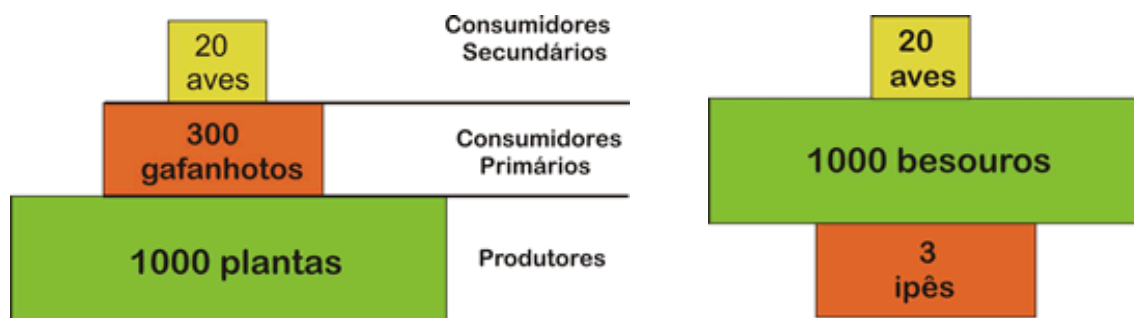 20
aves
Consumidores
Secundários
300
gafanhotos
Consumidores
Primários
1000 plantas
Produtores
20
aves
1000 besouros
3
ipês